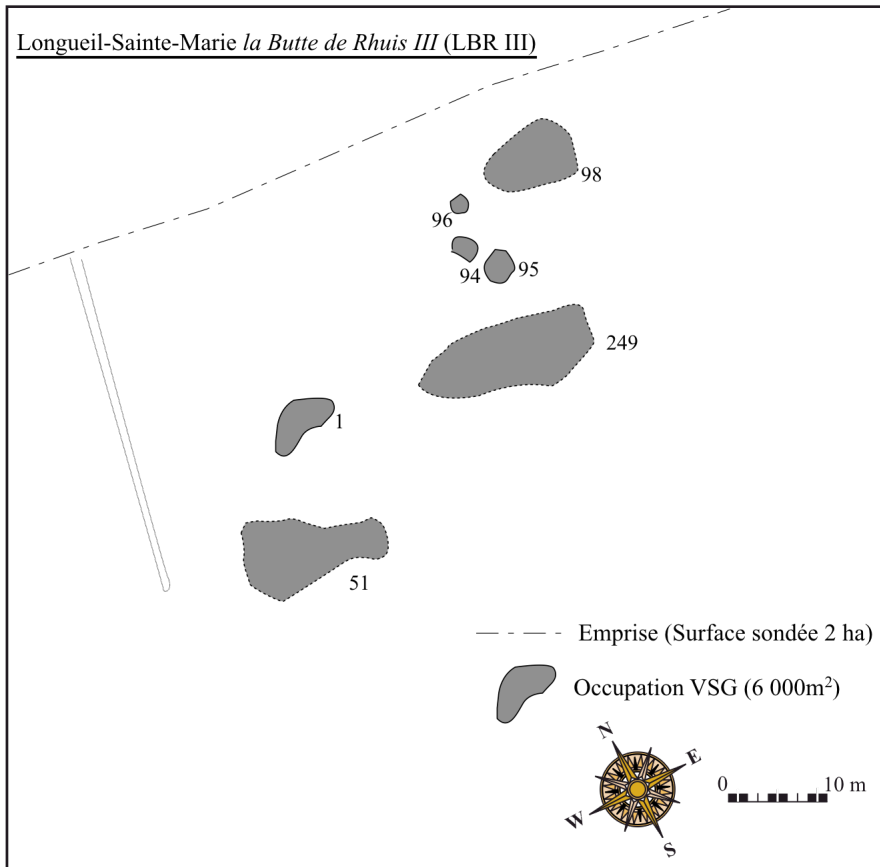 Longueil-Sainte-Marie la Butte de Rhuis III (LBR III)
98
96
94
95
249
1
51
Emprise (Surface sondée 2 ha)
Occupation VSG (6 000m²)
N
E
W
S
0
10 m